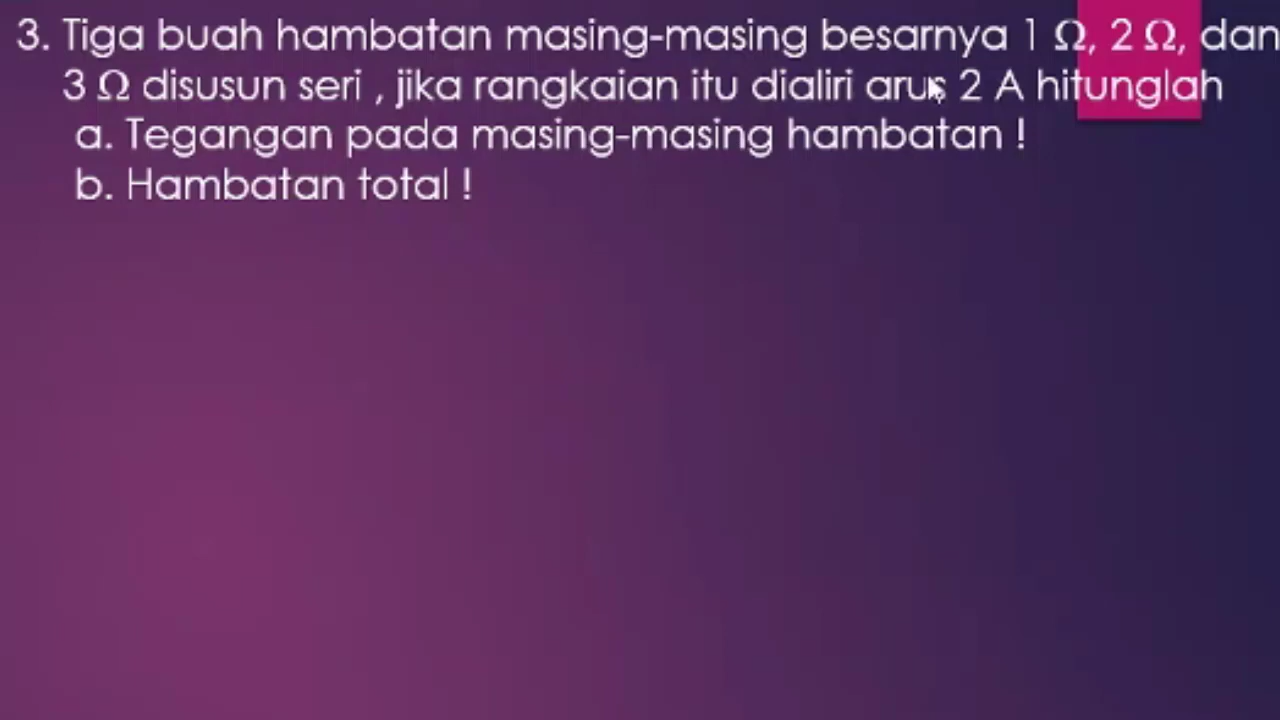 3. Tiga buah hambatan masing-masing besarnya 1 Ω, 2 Ω, dan
3 Ω disusun seri , jika rangkaian itu dialiri arus 2 A hitunglah
a. Tegangan pada masing-masing hambatan !
b. Hambatan total !